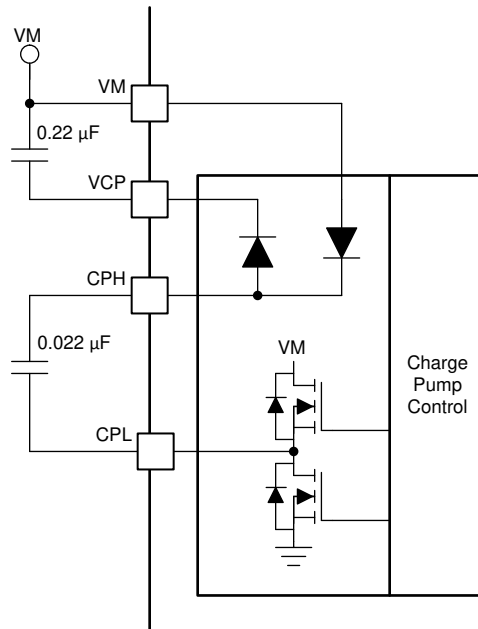 VM
VM
0.22 µF
VCP
CPH
0.022 µF
VM
Charge
Pump
Control
CPL